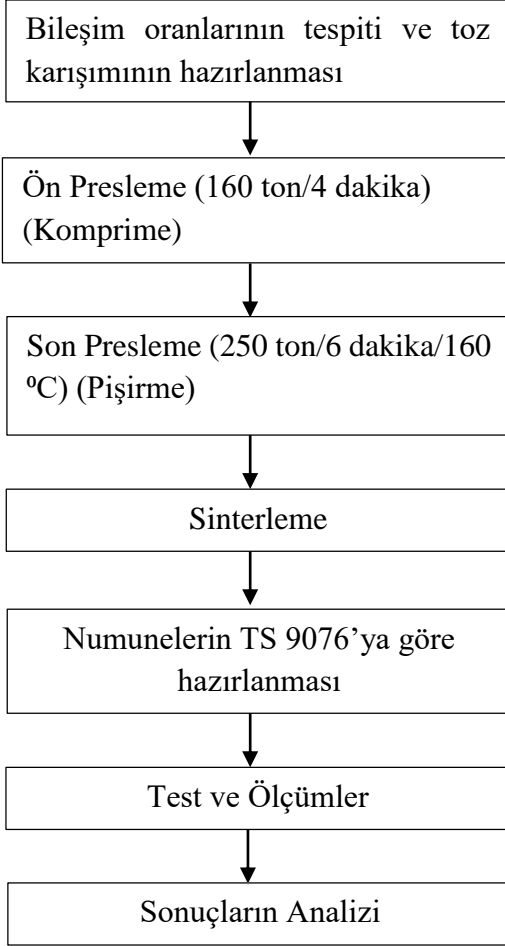 Bileşim oranlarının tespiti ve toz
karışımının hazırlanması
Ön Presleme (160 ton/4 dakika)
(Komprime)
Son Presleme (250 ton/6 dakika/160
⁰C) (Pişirme)
Sinterleme
Numunelerin TS 9076’ya göre
hazırlanması
Test ve Ölçümler
Sonuçların Analizi